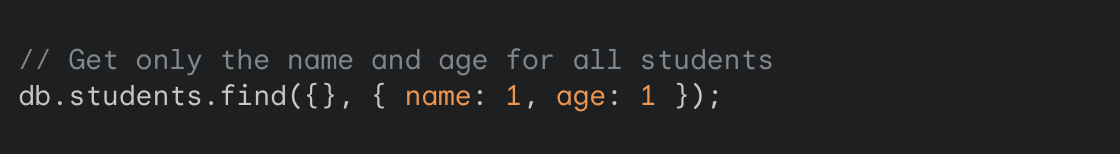 // Get only the name and age for all students
db.students.find({}, { name: 1, age: 1 });